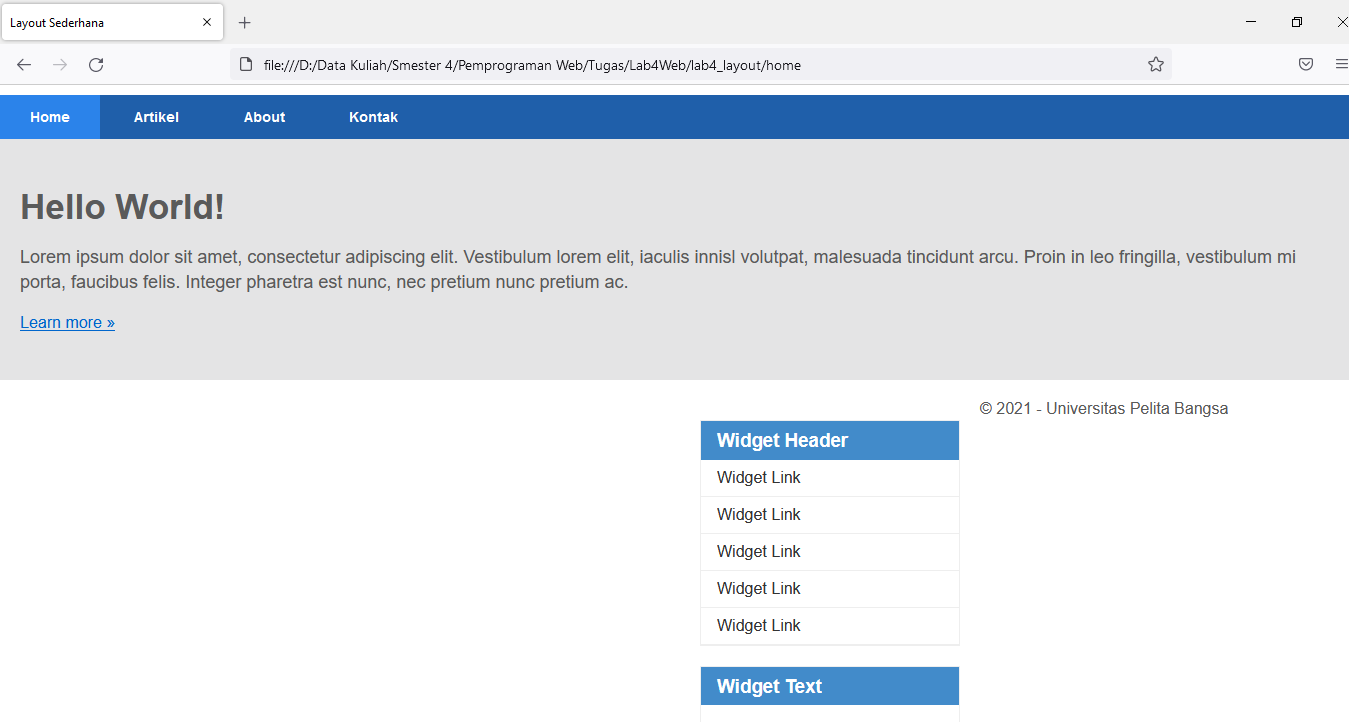 Layout Sederhana
file:///D:/Data Kuliah/Smester 4/Pemprograman Web/Tugas/Lab4Web/lab4_layout/home
Home Artikel About Kontak
Hello World!
Lorem ipsum dolor sit amet, consectetur adipiscing elit. Vestibulum lorem elit, iaculis innisl volutpat, malesuada tincidunt arcu. Proin in leo fringilla, vestibulum mi
porta, faucibus felis. Integer pharetra est nunc, nec pretium nunc pretium ac.
Learn more »
© 2021 - Universitas Pelita Bangsa
Widget Header
Widget Link
Widget Link
Widget Link
Widget Link
Widget Link
Widget Text